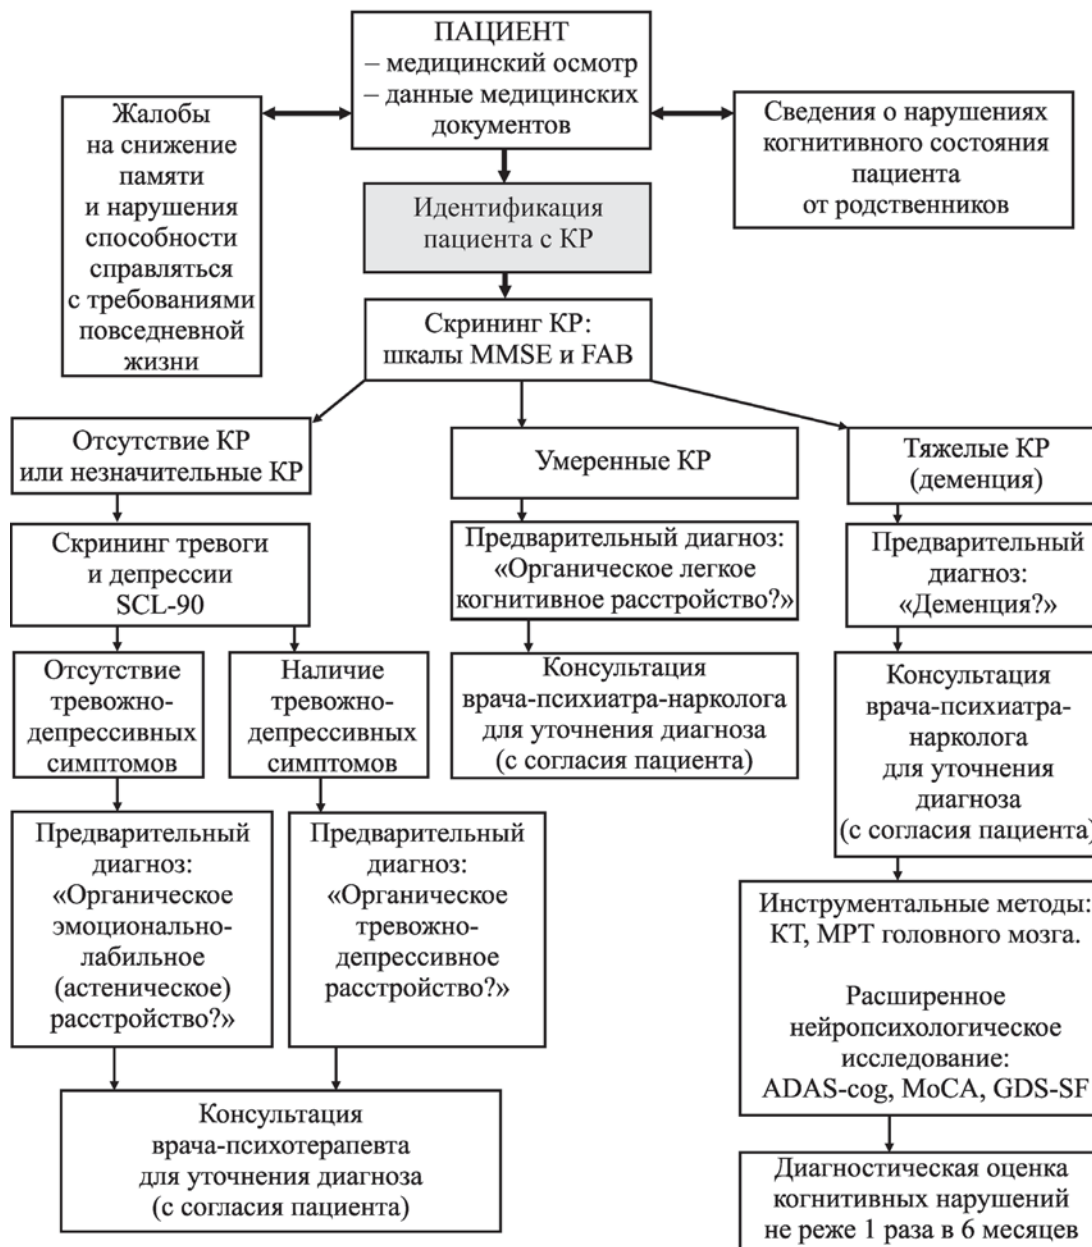 ПАЦИЕНТ
– медицинский осмотр
– данные медицинских
документов
Жалобы
на снижение
памяти
и нарушения
способности
справляться
с требованиями
повседневной
жизни
Сведения о нарушениях
когнитивного состояния
пациента
от родственников
Идентификация
пациента с КР
Скрининг КР:
шкалы MMSE и FAB
Отсутствие КР
или незначительные КР
Умеренные КР
Тяжелые КР
(деменция)
Скрининг тревоги
и депрессии
SCL-90
Предварительный диагноз:
«Органическое легкое
когнитивное расстройство?»
Предварительный
диагноз:
«Деменция?»
Отсутствие
тревожно-
депрессивных
симптомов
Наличие
тревожно-
депрессивных
симптомов
Консультация
врача-психиатра-нарколога
для уточнения диагноза
(с согласия пациента)
Консультация
врача-психиатра-
нарколога
для уточнения
диагноза
(с согласия пациента)
Предварительный
диагноз:
«Органическое
эмоционально-
лабильное
(астеническое)
расстройство?»
Предварительный
диагноз:
«Органическое
тревожно-
депрессивное
расстройство?»
Инструментальные методы:
КТ, МРТ головного мозга.
Расширенное
нейропсихологическое
исследование:
ADAS-cog, MoCA, GDS-SF
Консультация
врача-психотерапевта
для уточнения диагноза
(с согласия пациента)
Диагностическая оценка
когнитивных нарушений
не реже 1 раза в 6 месяцев